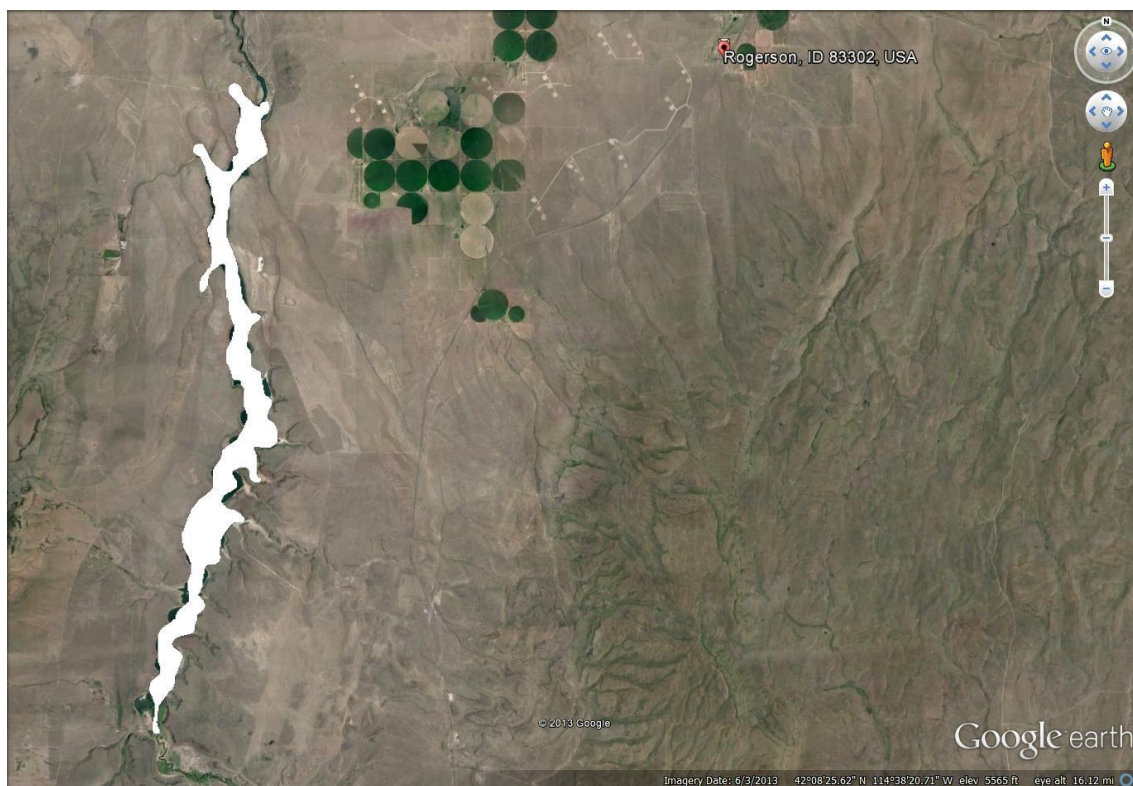 N
Rogerson, ID 83302, USA
© 2013 Google
Google earth
Imagery Date: 6/3/2013 42°08'25.62" N 114°38'20.71" W elev 5565 ft eye alt 16.12 mi